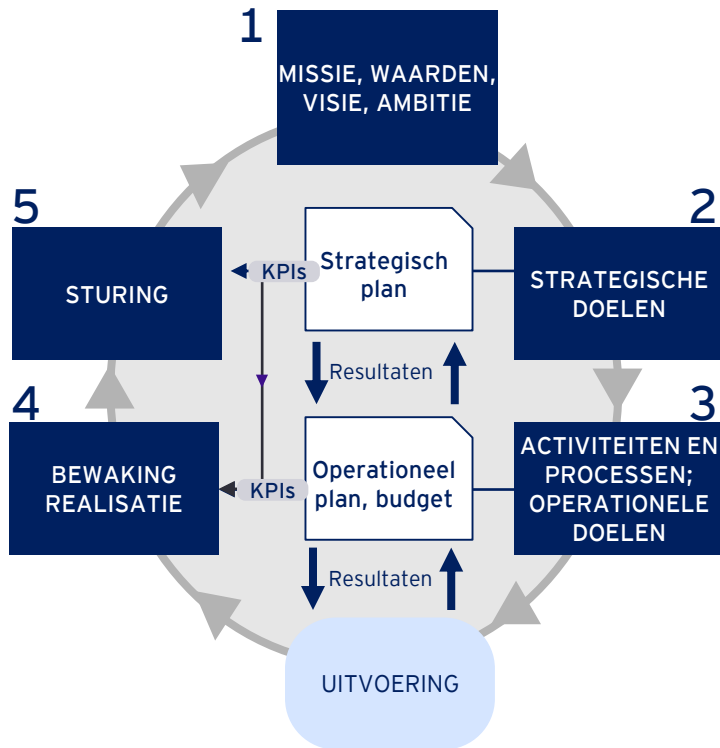 1
MISSIE, WAARDEN,
VISIE, AMBITIE
5
2
STURING
KPIs
Strategisch
plan
STRATEGISCHE
DOELEN
Resultaten
4
3
BEWAKING
REALISATIE
KPIs
Operationeel
plan, budget
ACTIVITEITEN EN
PROCESSEN;
OPERATIONELE
DOELEN
Resultaten
UITVOERING